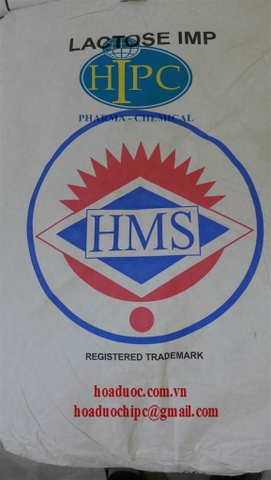 LACTOSE IMP
HIPC
PHARMA - CHEMICAL
HMS
REGISTERED TRADEMARK
hoaduoc.com.vn
hoaduochipc@gmail.com